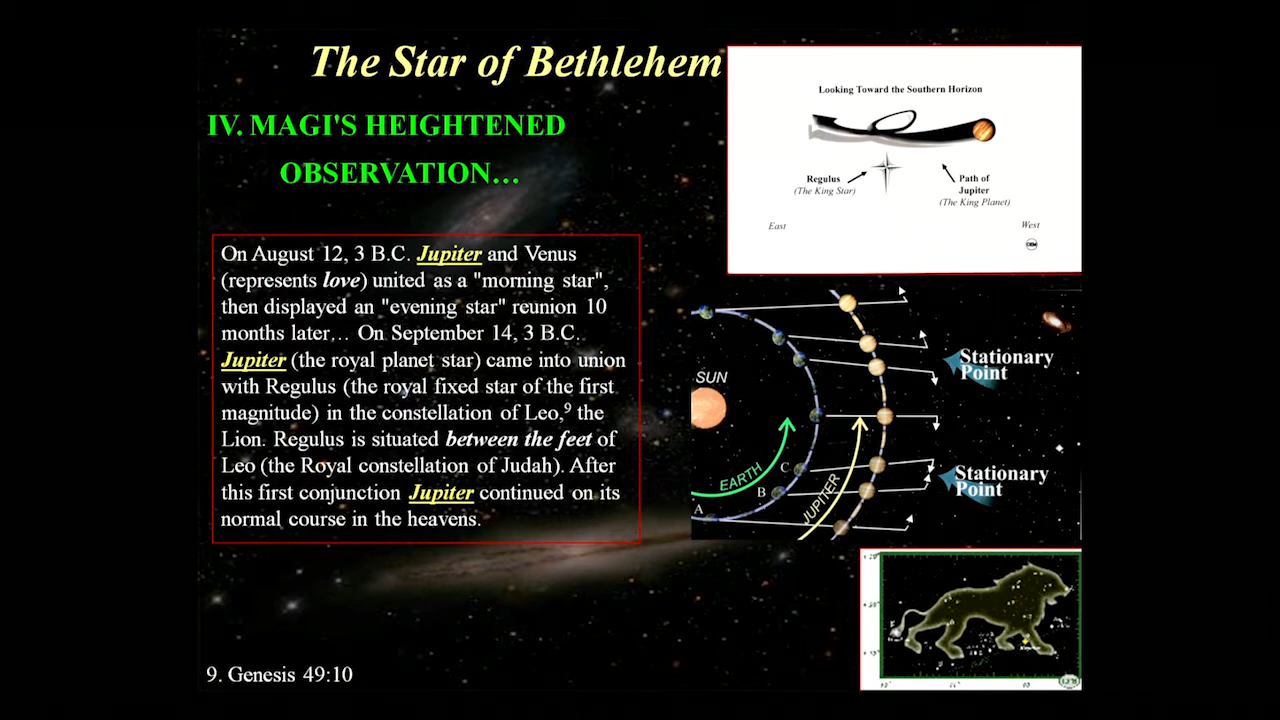 The Star of Bethlehem
IV. MAGI'S HEIGHTENED
OBSERVATION…
On August 12, 3 B.C. Jupiter and Venus
(represents love) united as a "morning star",
then displayed an "evening star" reunion 10
months later… On September 14, 3 B.C.
Jupiter (the royal planet star) came into union
with Regulus (the royal fixed star of the first
magnitude) in the constellation of Leo,⁹ the
Lion. Regulus is situated between the feet of
Leo (the Royal constellation of Judah). After
this first conjunction Jupiter continued on its
normal course in the heavens.
9. Genesis 49:10
Looking Toward the Southern Horizon
Regulus
(The King Star)
Path of
Jupiter
(The King Planet)
East
West
SUN
EARTH
JUPITER
A
B
C
Stationary
Point
Stationary
Point